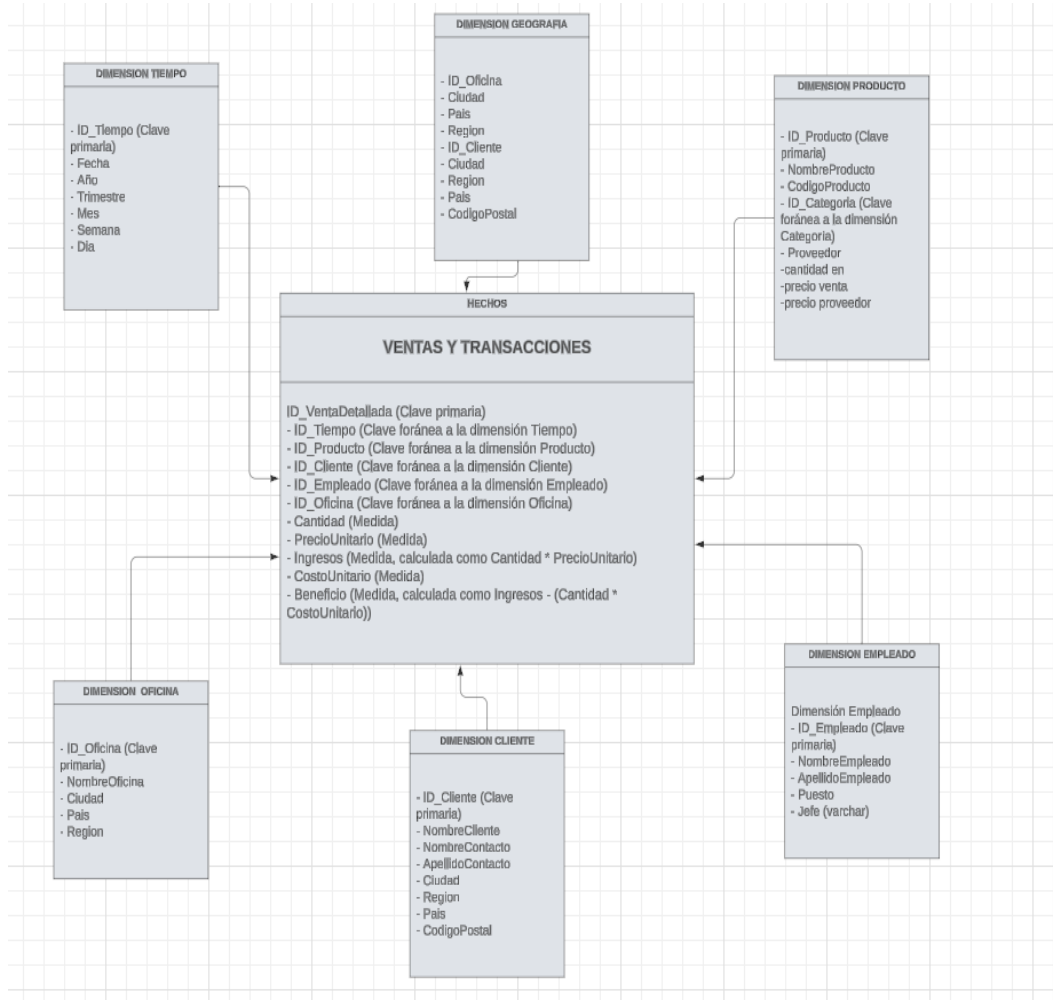 DIMENSION GEOGRAFIA
- ID_Oficina
- Ciudad
- Pais
- Region
- ID_Cliente
- Ciudad
- Region
- Pais
- CodigoPostal
DIMENSION TIEMPO
- ID_Tiempo (Clave
primaria)
- Fecha
- Año
- Trimestre
- Mes
- Semana
- Dia
DIMENSION PRODUCTO
- ID_Producto (Clave
primaria)
- NombreProducto
- CodigoProducto
- ID_Categoria (Clave
foránea a la dimensión
Categoria)
- Proveedor
-cantidad en
-precio venta
-precio proveedor
HECHOS
VENTAS Y TRANSACCIONES
ID_VentaDetallada (Clave primaria)
- ID_Tiempo (Clave foránea a la dimensión Tiempo)
- ID_Producto (Clave foránea a la dimensión Producto)
- ID_Cliente (Clave foránea a la dimensión Cliente)
- ID_Empleado (Clave foránea a la dimensión Empleado)
- ID_Oficina (Clave foránea a la dimensión Oficina)
- Cantidad (Medida)
- PrecioUnitario (Medida)
- Ingresos (Medida, calculada como Cantidad * PrecioUnitario)
- CostoUnitario (Medida)
- Beneficio (Medida, calculada como Ingresos - (Cantidad *
CostoUnitario))
DIMENSION OFICINA
- ID_Oficina (Clave
primaria)
- NombreOficina
- Ciudad
- Pais
- Region
DIMENSION CLIENTE
- ID_Cliente (Clave
primaria)
- NombreCliente
- NombreContacto
- ApellidoContacto
- Ciudad
- Region
- Pais
- CodigoPostal
DIMENSION EMPLEADO
Dimensión Empleado
- ID_Empleado (Clave
primaria)
- NombreEmpleado
- ApellidoEmpleado
- Puesto
- Jefe (varchar)